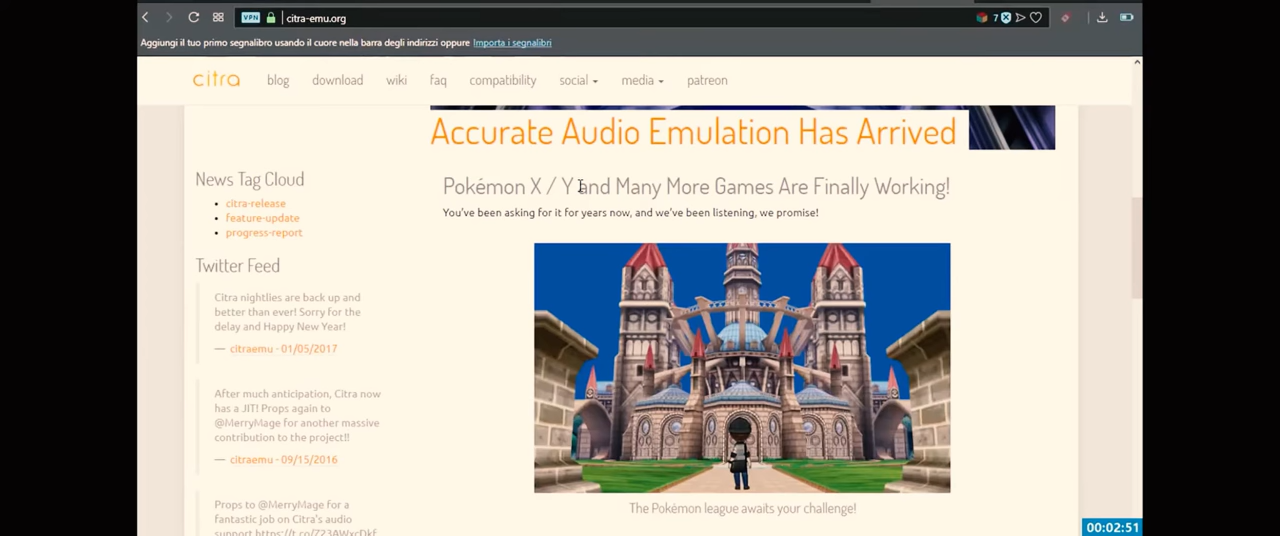 VPN citra-emu.org 7
Aggiungi il tuo primo segnalibro usando il cuore nella barra degli indirizzi oppure Importa i segnalibri
citra blog download wiki faq compatibility social media patreon
Accurate Audio Emulation Has Arrived
News Tag Cloud
citra-release
feature-update
progress-report
Twitter Feed
Citra nightlies are back up and
better than ever! Sorry for the
delay and Happy New Year!
— citraemu - 01/05/2017
After much anticipation, Citra now
has a JIT! Props again to
@MerryMage for another massive
contribution to the project!!
— citraemu - 09/15/2016
Props to @MerryMage for a
fantastic job on Citra's audio
support
Pokémon X / Y and Many More Games Are Finally Working!
You've been asking for it for years now, and we've been listening, we promise!
The Pokémon league awaits your challenge!
00:02:51